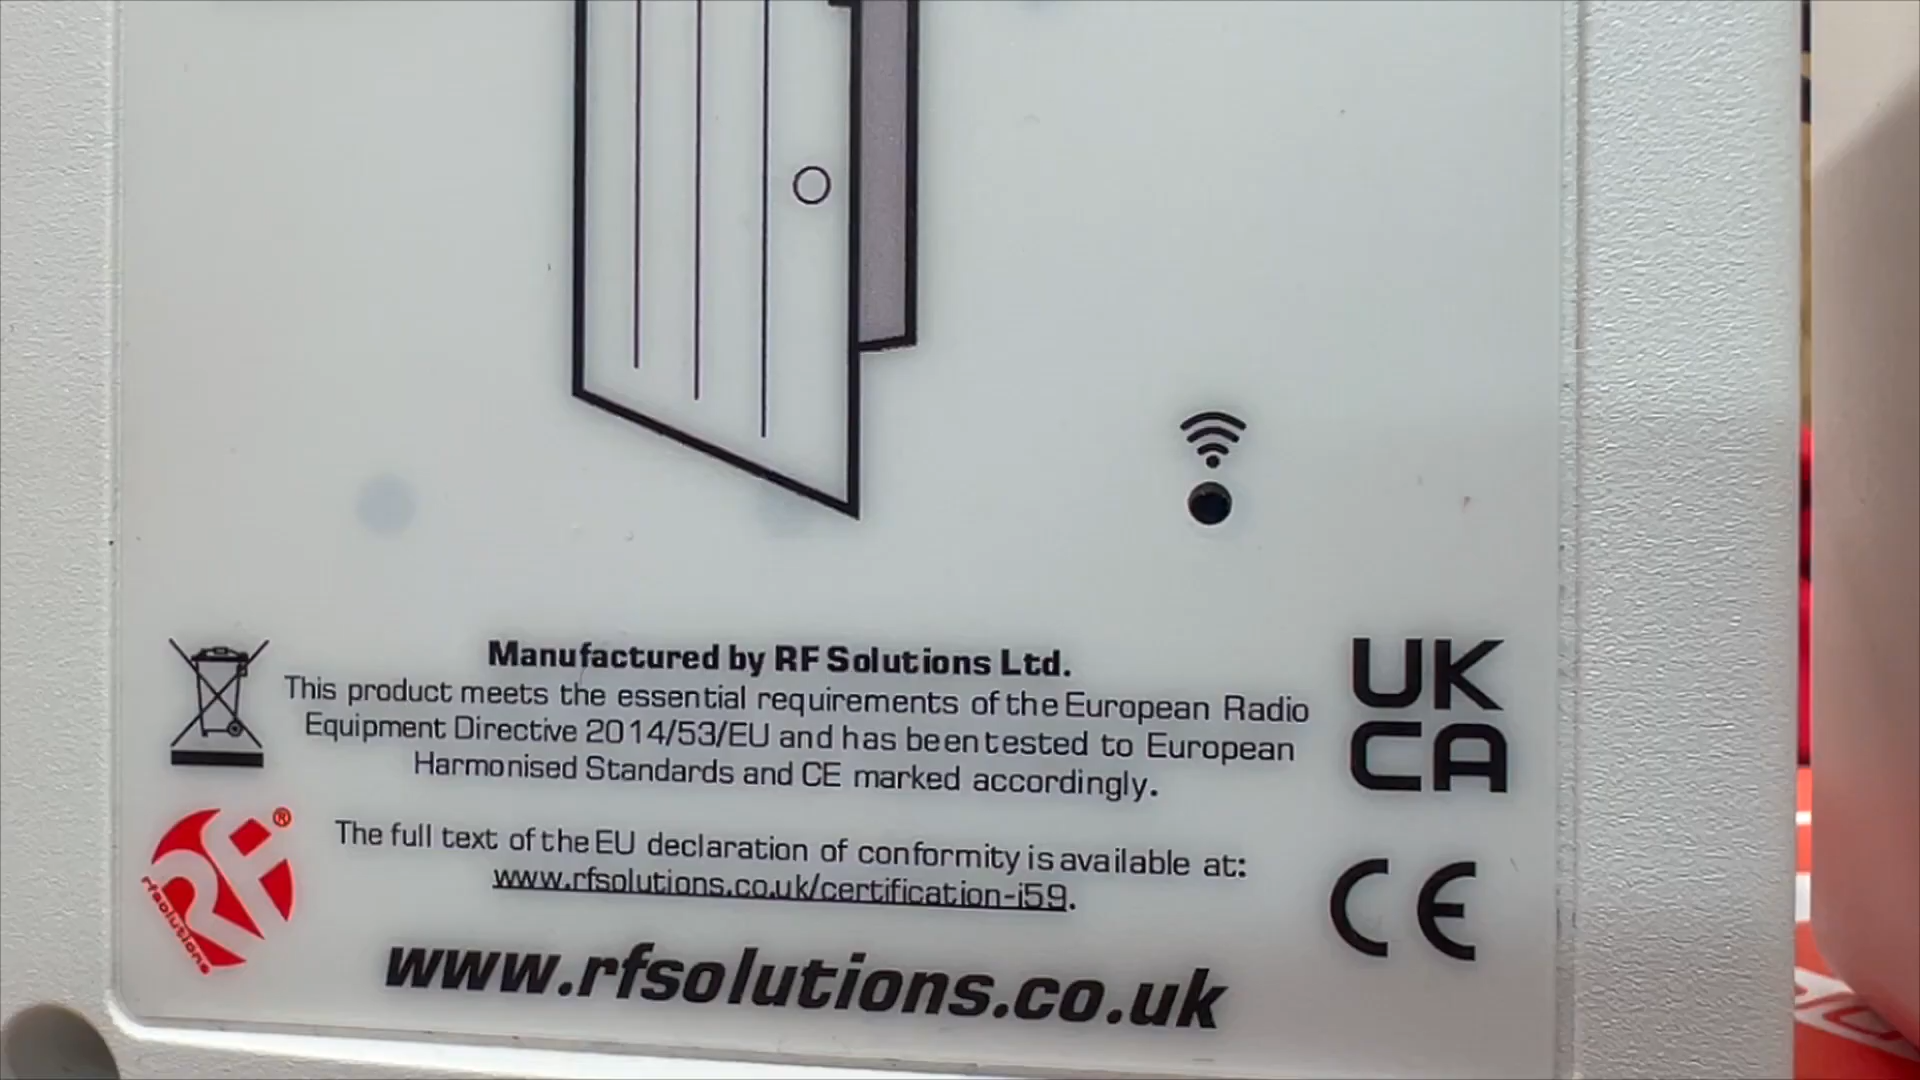 Manufactured by RF Solutions Ltd.
This product meets the essential requirements of the European Radio
Equipment Directive 2014/53/EU and has been tested to European
Harmonised Standards and CE marked accordingly.
UK
CA
The full text of the EU declaration of conformity is available at:
www.rfsolutions.co.uk/certification-i59.
RF®
rfsolutions
CE
www.rfsolutions.co.uk